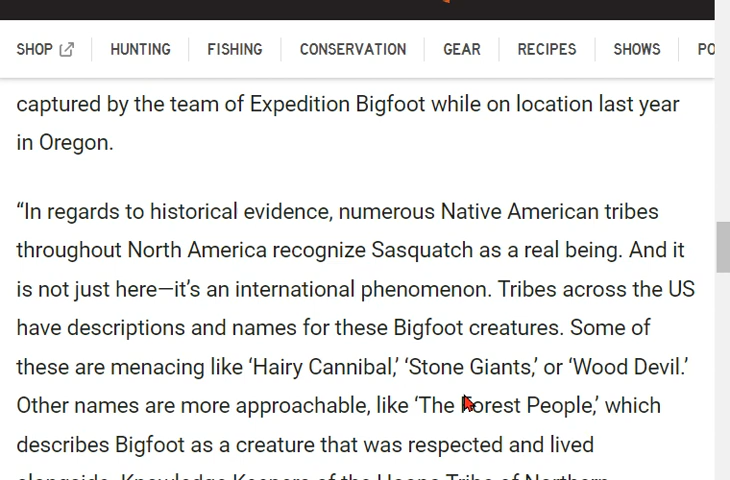 SHOP HUNTING FISHING CONSERVATION GEAR RECIPES SHOWS PO
captured by the team of Expedition Bigfoot while on location last year
in Oregon.
“In regards to historical evidence, numerous Native American tribes
throughout North America recognize Sasquatch as a real being. And it
is not just here—it’s an international phenomenon. Tribes across the US
have descriptions and names for these Bigfoot creatures. Some of
these are menacing like ‘Hairy Cannibal,’ ‘Stone Giants,’ or ‘Wood Devil.’
Other names are more approachable, like ‘The Forest People,’ which
describes Bigfoot as a creature that was respected and lived
alongside. Knowledge Keepers of the Hoopa Tribe of Northern